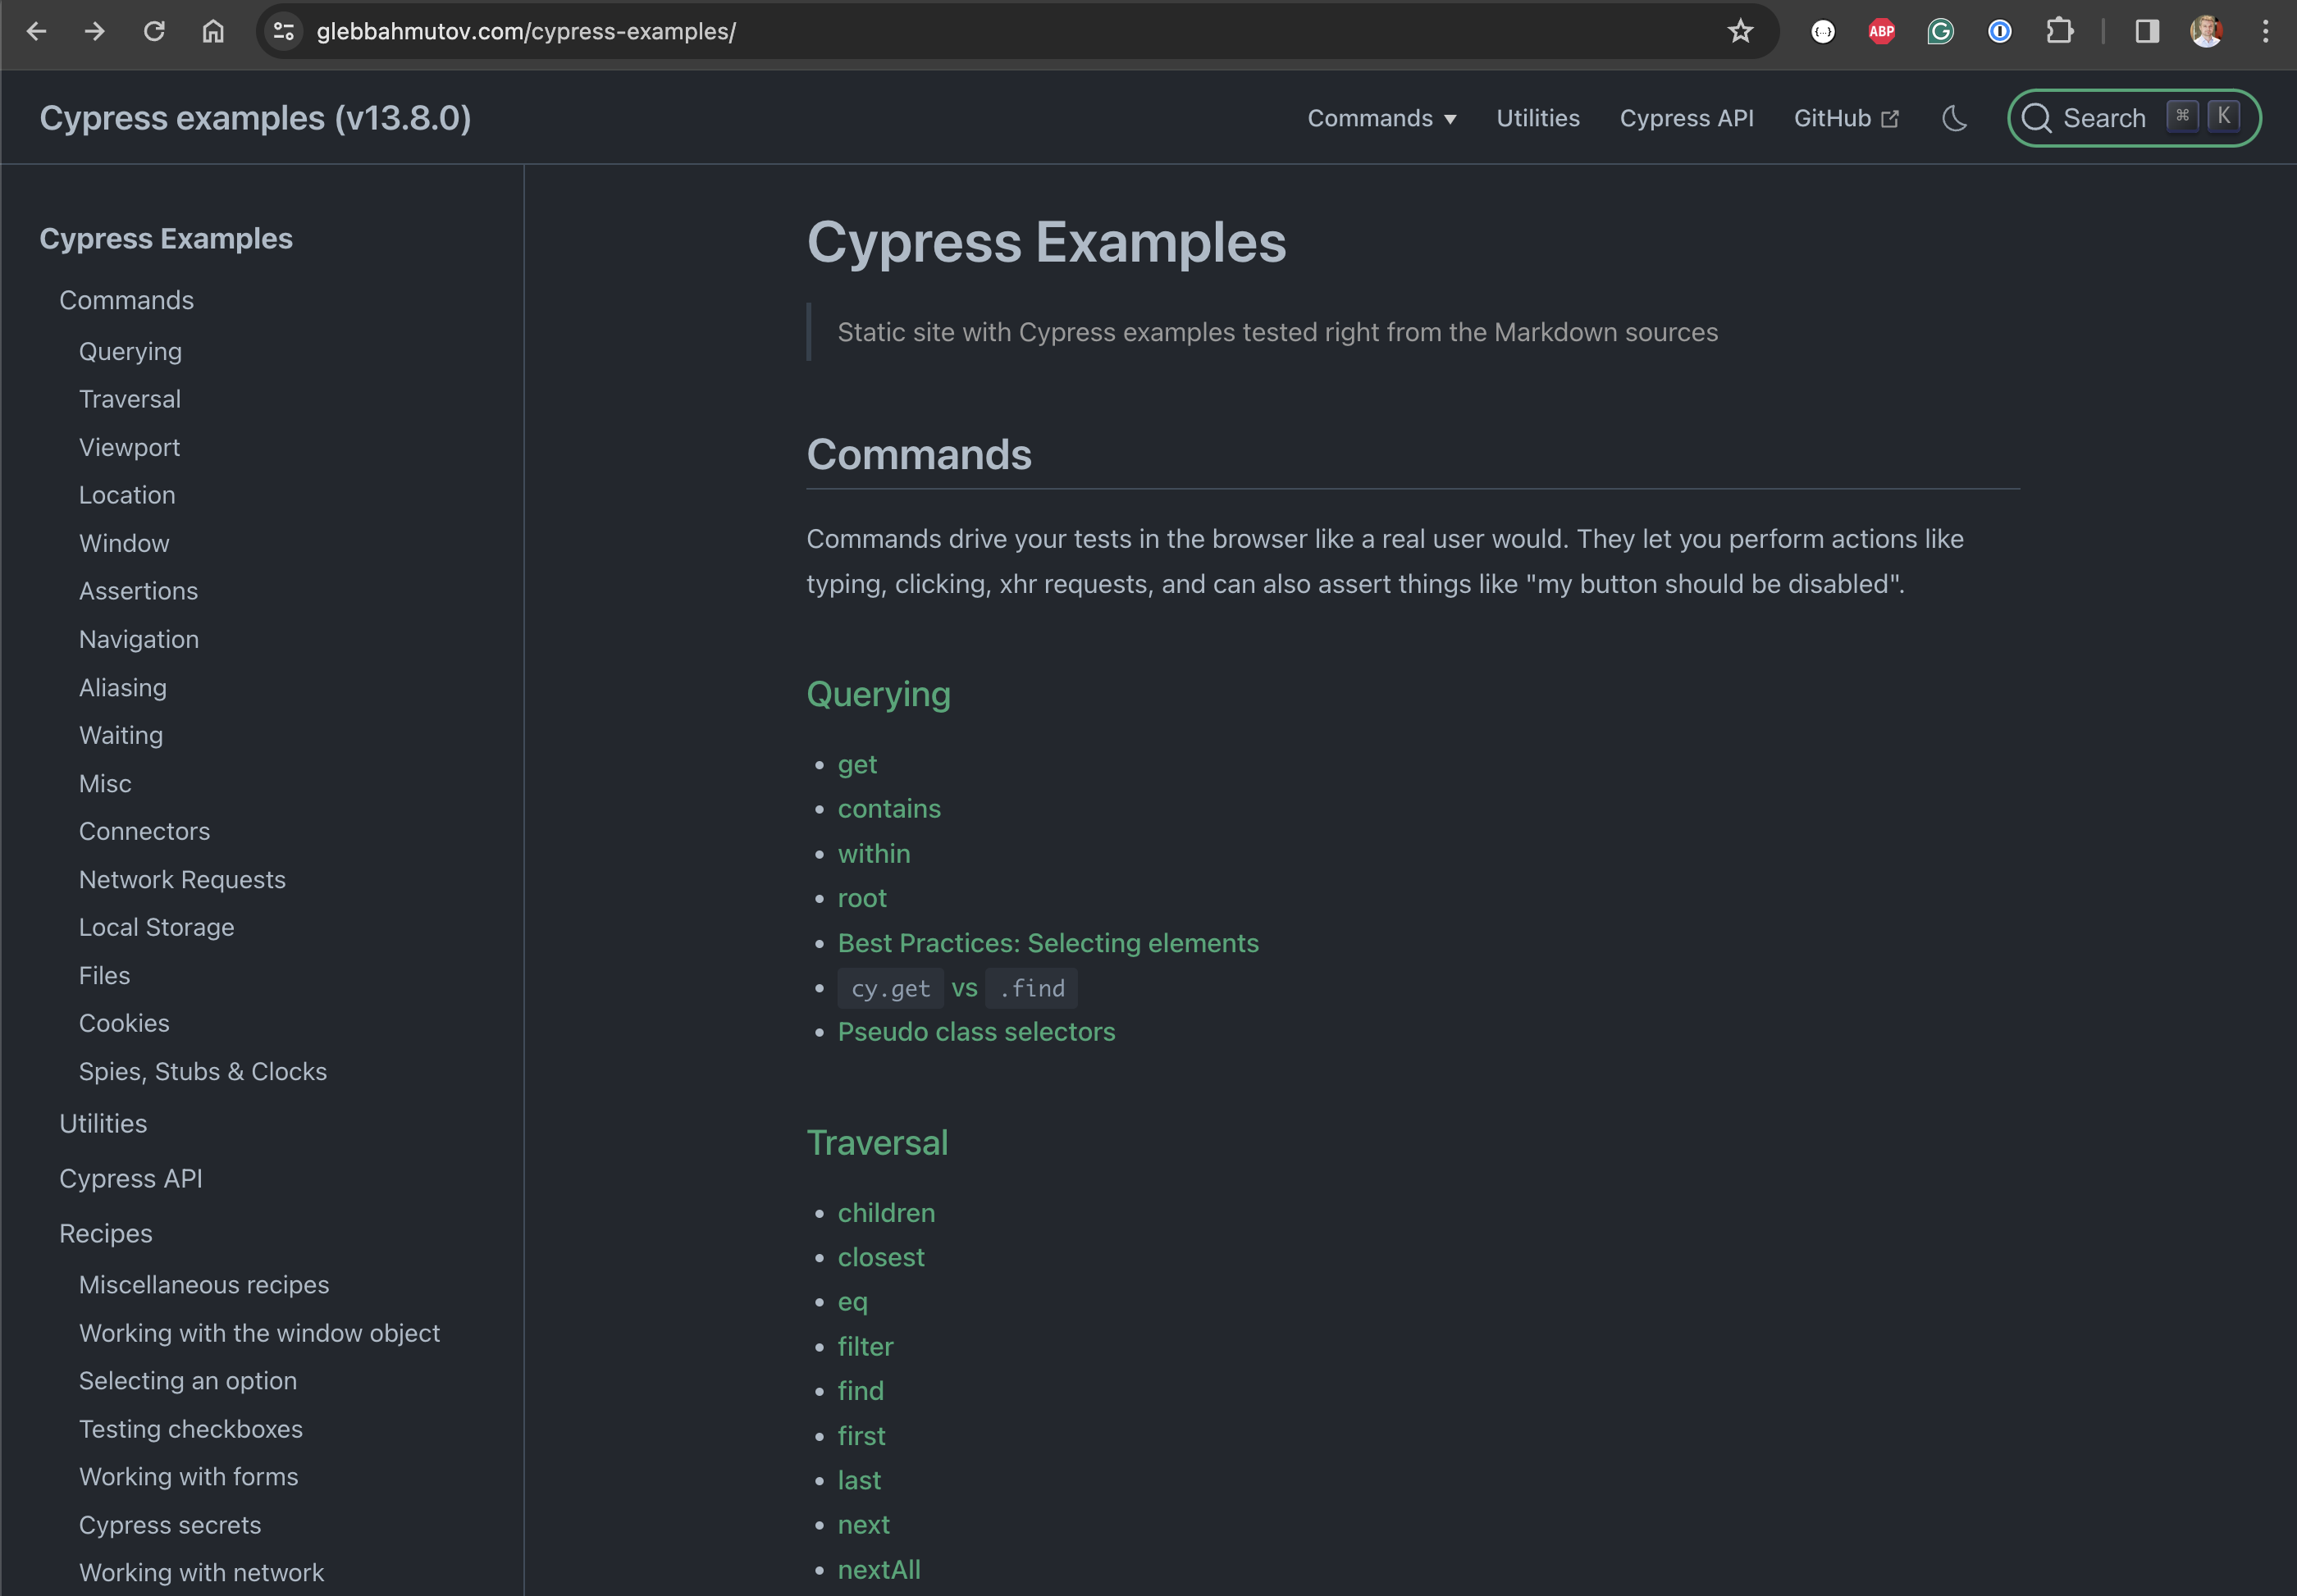 glebbahmutov.com/cypress-examples/
ABP
Cypress examples (v13.8.0)
Commands
Utilities
Cypress API
GitHub
Search
⌘
K
Cypress Examples
Commands
Querying
Traversal
Viewport
Location
Window
Assertions
Navigation
Aliasing
Waiting
Misc
Connectors
Network Requests
Local Storage
Files
Cookies
Spies, Stubs & Clocks
Utilities
Cypress API
Recipes
Miscellaneous recipes
Working with the window object
Selecting an option
Testing checkboxes
Working with forms
Cypress secrets
Working with network
Cypress Examples
Static site with Cypress examples tested right from the Markdown sources
Commands
Commands drive your tests in the browser like a real user would. They let you perform actions like
typing, clicking, xhr requests, and can also assert things like "my button should be disabled".
Querying
• get
• contains
• within
• root
• Best Practices: Selecting elements
• cy.get vs .find
• Pseudo class selectors
Traversal
• children
• closest
• eq
• filter
• find
• first
• last
• next
• nextAll